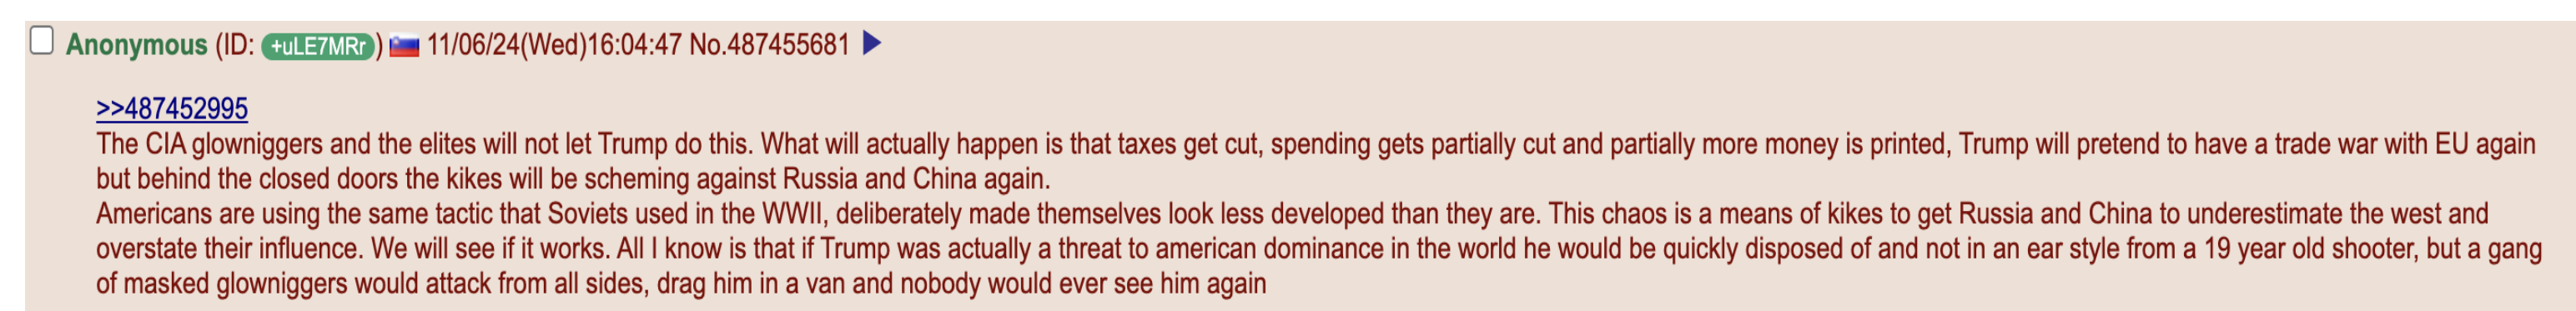 Anonymous (ID: +uLE7MRr) 11/06/24(Wed)16:04:47 No.487455681
>>487452995
The CIA glowniggers and the elites will not let Trump do this. What will actually happen is that taxes get cut, spending gets partially cut and partially more money is printed, Trump will pretend to have a trade war with EU again
but behind the closed doors the kikes will be scheming against Russia and China again.
Americans are using the same tactic that Soviets used in the WWII, deliberately made themselves look less developed than they are. This chaos is a means of kikes to get Russia and China to underestimate the west and
overstate their influence. We will see if it works. All I know is that if Trump was actually a threat to american dominance in the world he would be quickly disposed of and not in an ear style from a 19 year old shooter, but a gang
of masked glowniggers would attack from all sides, drag him in a van and nobody would ever see him again